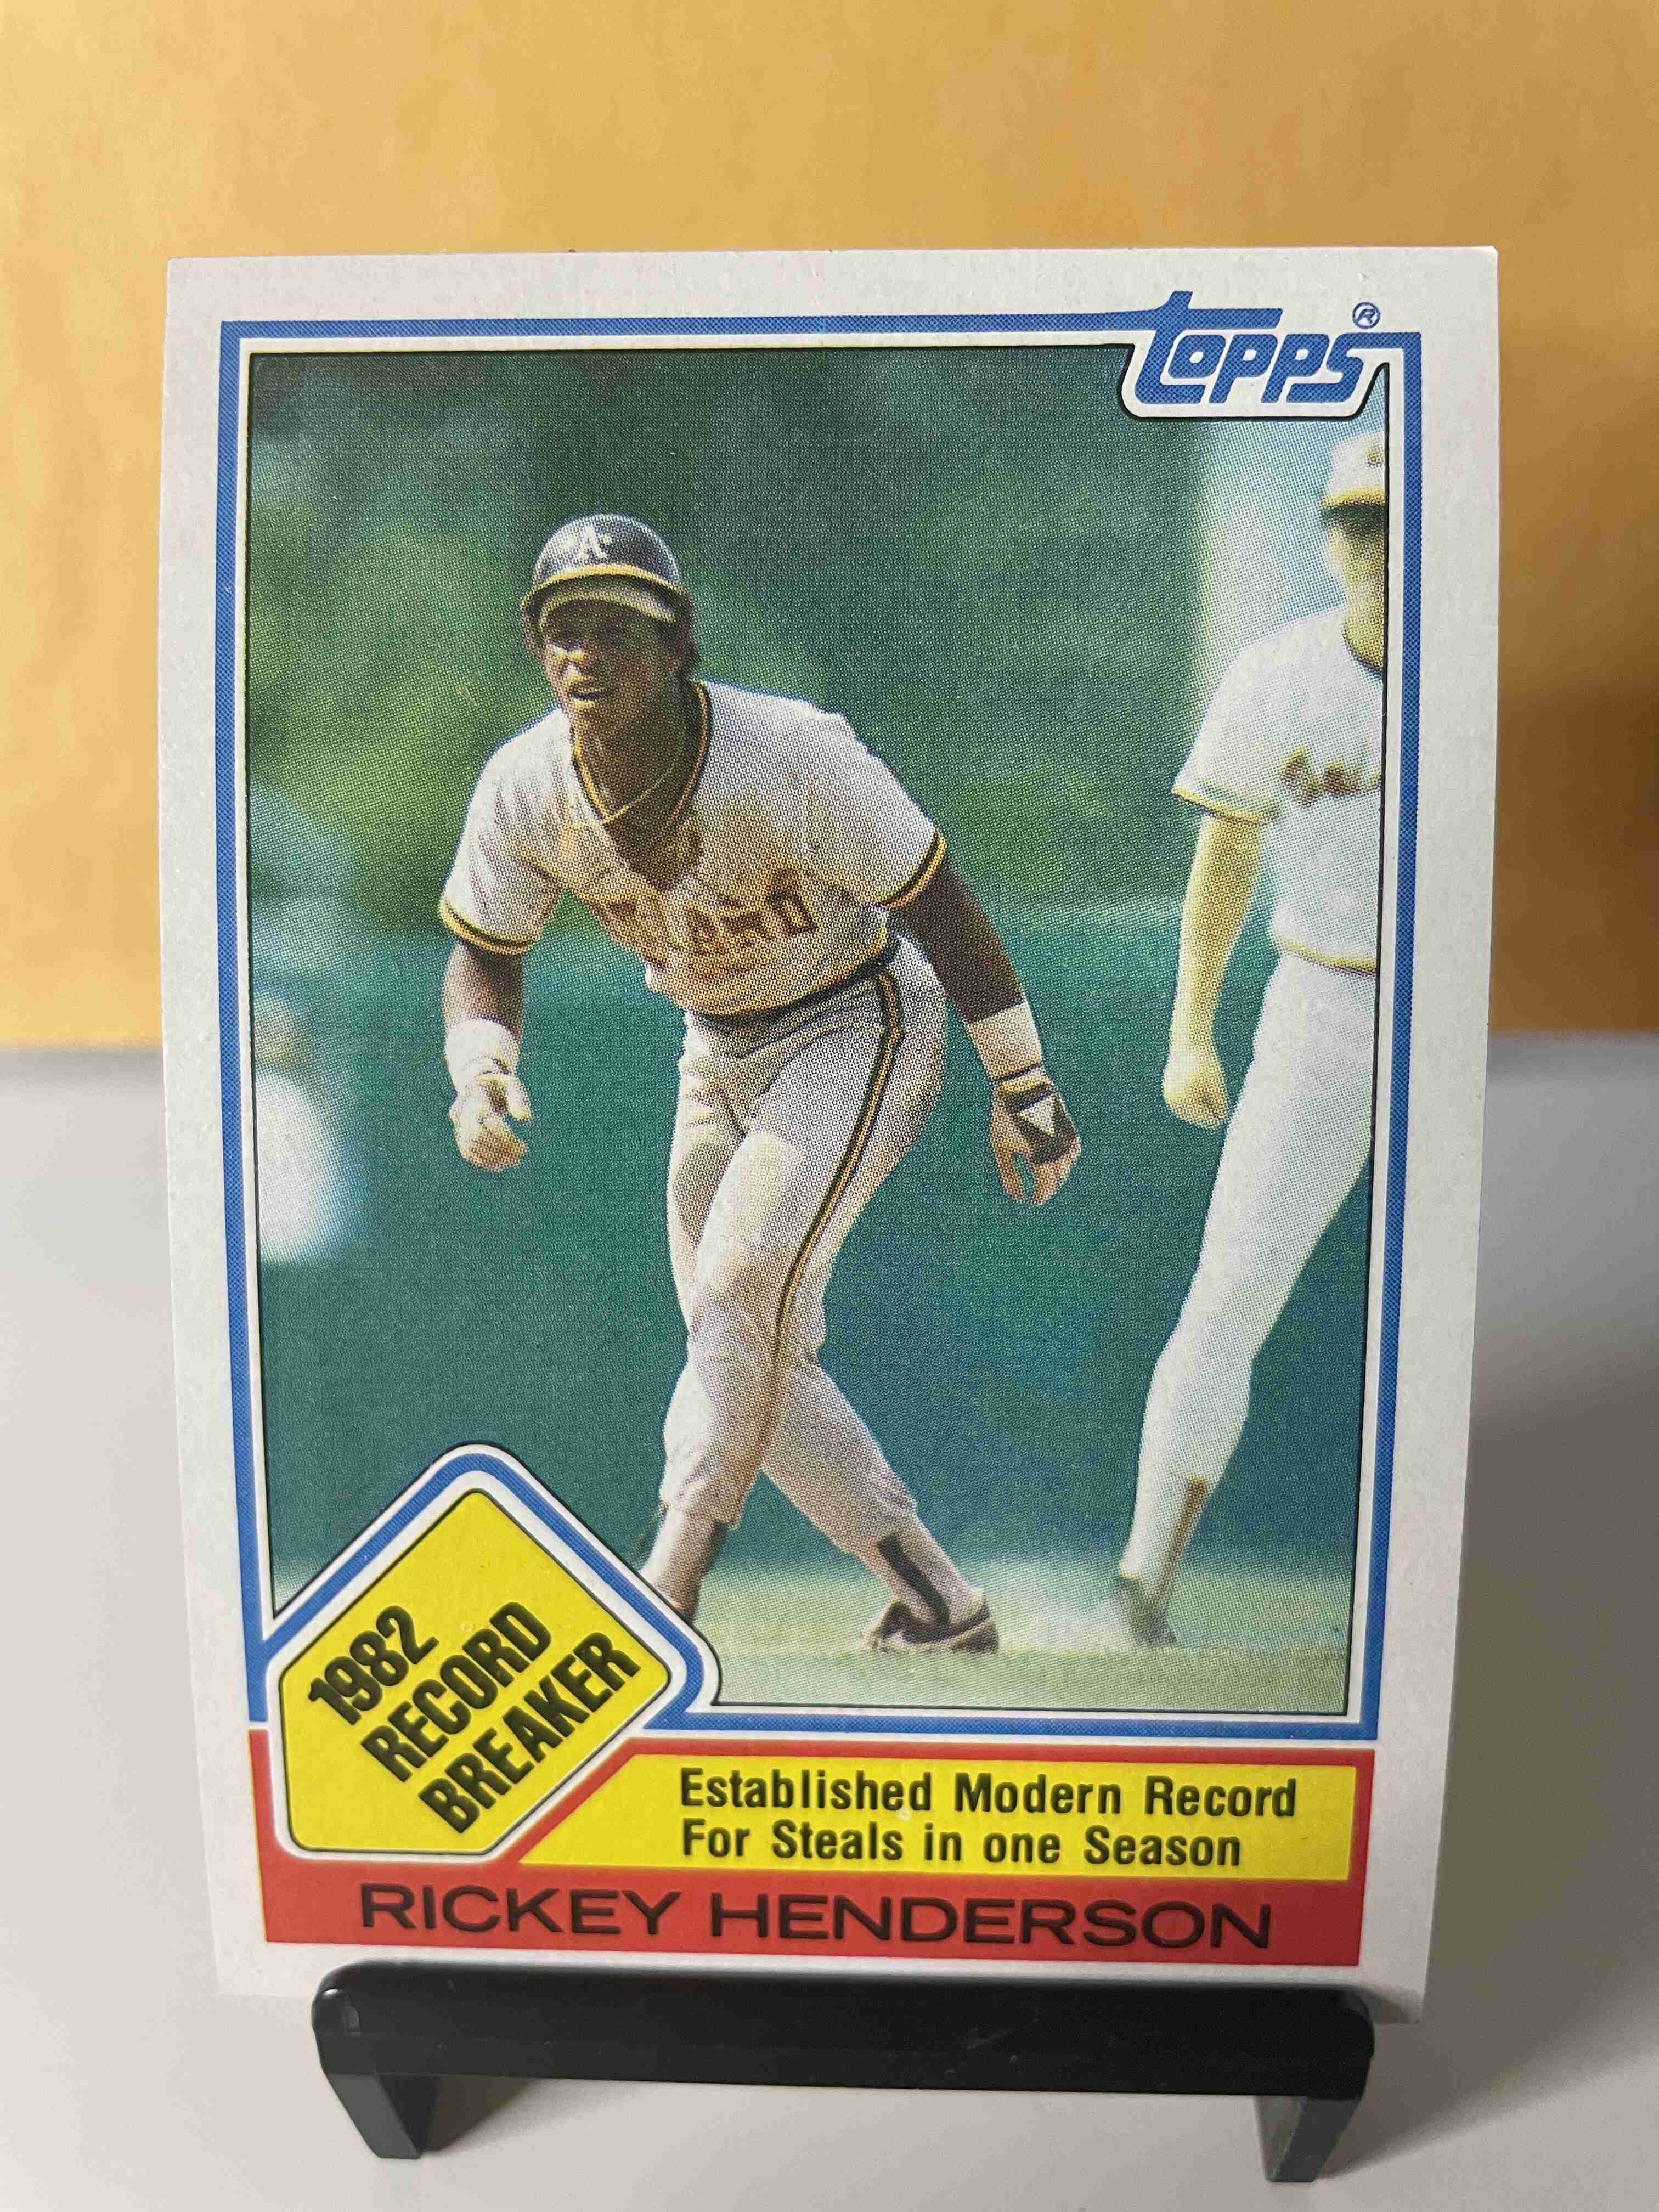 topps®
A's
1982
RECORD
BREAKER
Established Modern Record
For Steals in one Season
RICKEY HENDERSON